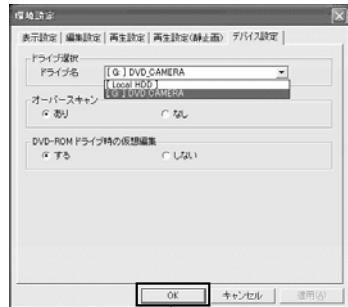 環境設定
表示設定 編集設定 再生設定 再生設定(静止画) デバイス設定
ドライブ選択
ドライブ名 [ G: ] DVD_CAMERA
[ Local HDD ]
[ G: ] DVD_CAMERA
オーバースキャン
あり なし
DVD-ROM ドライブ時の仮想編集
する しない
OK キャンセル 適用(A)